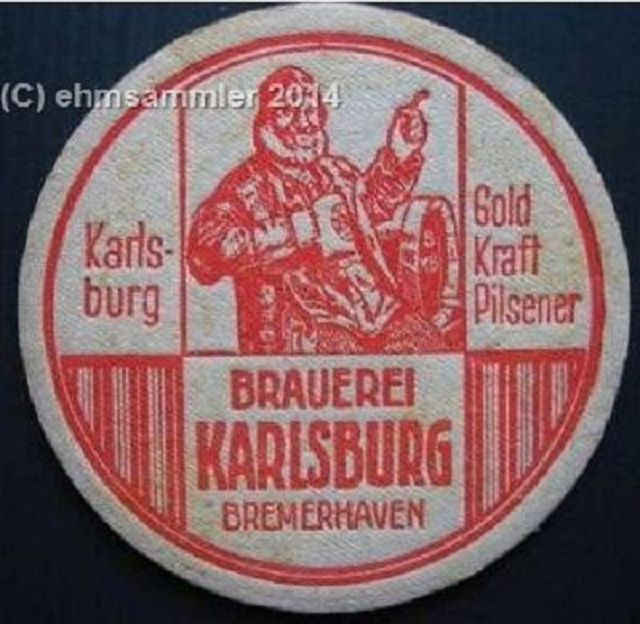 (C) ehmsammler 2014
Karls-
burg
Gold
Kraft
Pilsener
BRAUEREI
KARLSBURG
BREMERHAVEN